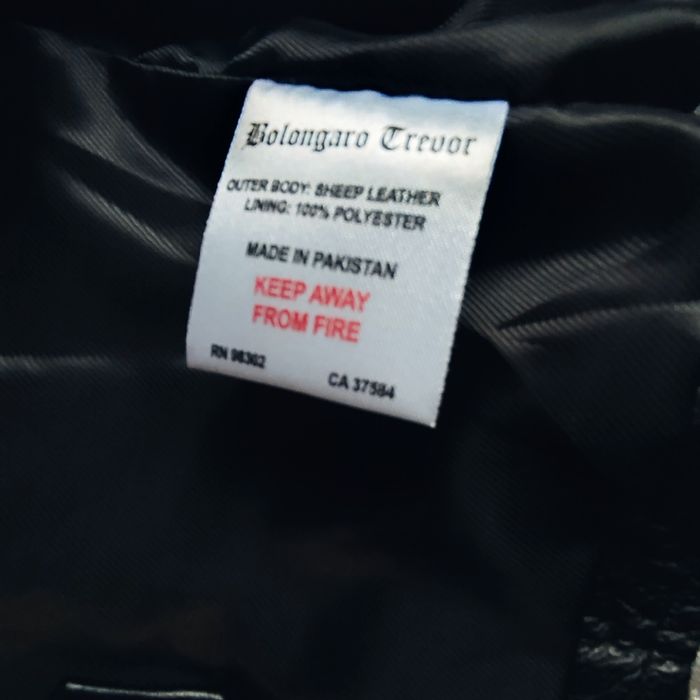 Bolongaro Trevor
OUTER BODY: SHEEP LEATHER
LINING: 100% POLYESTER
MADE IN PAKISTAN
KEEP AWAY
FROM FIRE
RN 98362
CA 37584